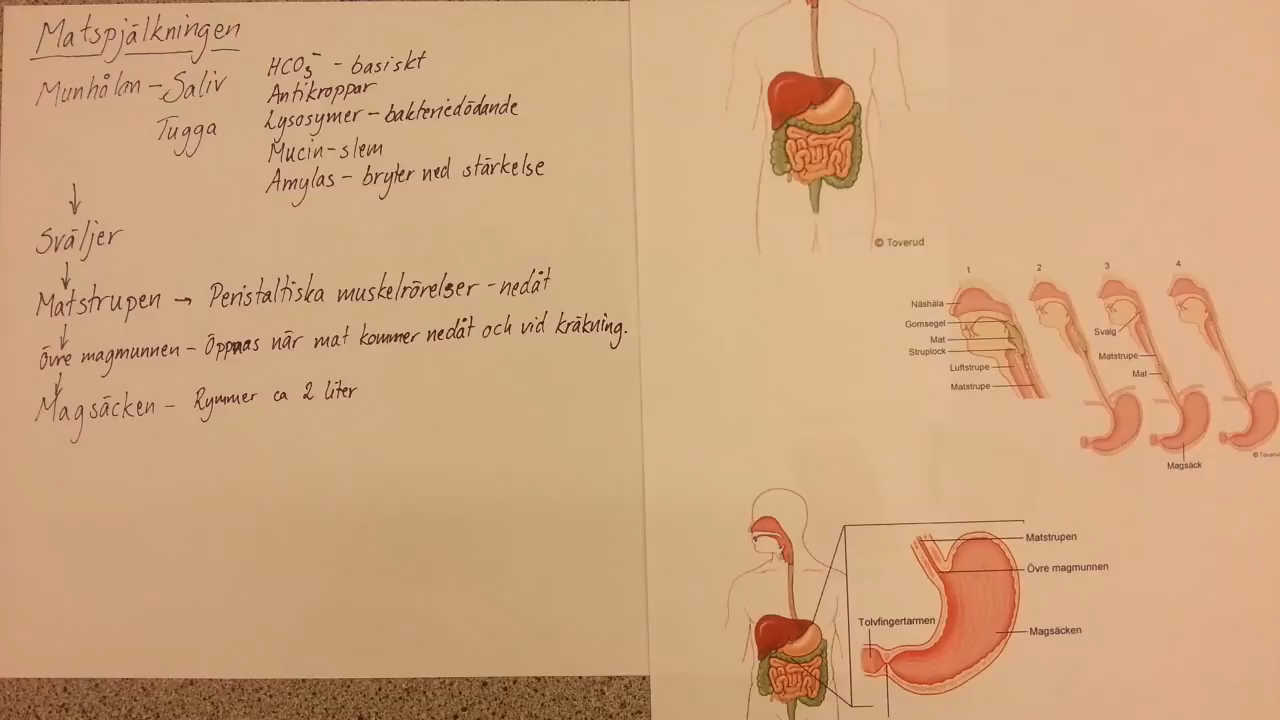 Matspjälkningen
Munhålan - Saliv
Tugga
HCO3⁻ - basiskt
Antikroppar
Lysosymer - bakteriedödande
Mucin - slem
Amylas - bryter ned stärkelse
↓
Sväljer
↓
Matstrupen → Peristaltiska muskelrörelser - nedåt
↓
Övre magmunnen - Öppnas när mat kommer nedåt och vid kräkning.
↓
Magsäcken - Rymmer ca 2 liter
© Toverud
1 2 3 4
Näshåla
Gomsegel
Mat
Struplock
Luftstrupe
Matstrupe
Svalg
Matstrupe
Mat
Magsäck
© Toverud
Matstrupen
Övre magmunnen
Tolvfingertarmen
Magsäcken